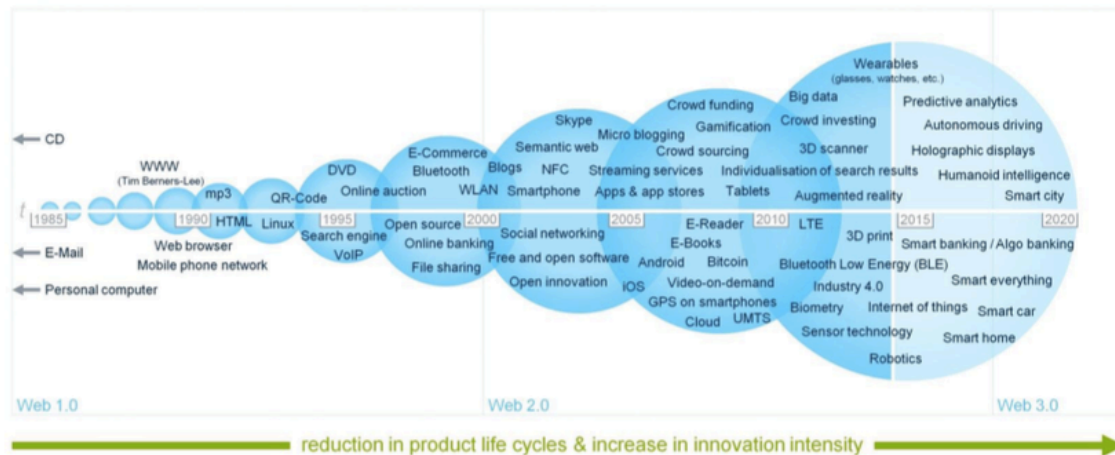 Wearables
(glasses, watches, etc.)
Big data
Predictive analytics
Crowd funding
Skype
Micro blogging
Gamification
Crowd investing
Autonomous driving
CD
E-Commerce
Semantic web
Crowd sourcing
3D scanner
Holographic displays
WWW
(Tim Berners-Lee)
DVD
Bluetooth
Blogs
NFC
Streaming services
Individualisation of search results
Humanoid intelligence
mp3
QR-Code
Online auction
WLAN
Smartphone
Apps & app stores
Tablets
Augmented reality
Smart city
t
1985
1990
1995
2000
2005
2010
2015
2020
HTML
Linux
Open source
E-Reader
LTE
Search engine
Social networking
3D print
Web browser
Online banking
E-Books
Smart banking / Algo banking
E-Mail
VoIP
Free and open software
Android
Bitcoin
Bluetooth Low Energy (BLE)
Mobile phone network
File sharing
Open innovation
iOS
Video-on-demand
Industry 4.0
Smart everything
Personal computer
GPS on smartphones
Biometry
Internet of things
Smart car
Cloud
UMTS
Sensor technology
Smart home
Robotics
Web 1.0
Web 2.0
Web 3.0
reduction in product life cycles & increase in innovation intensity